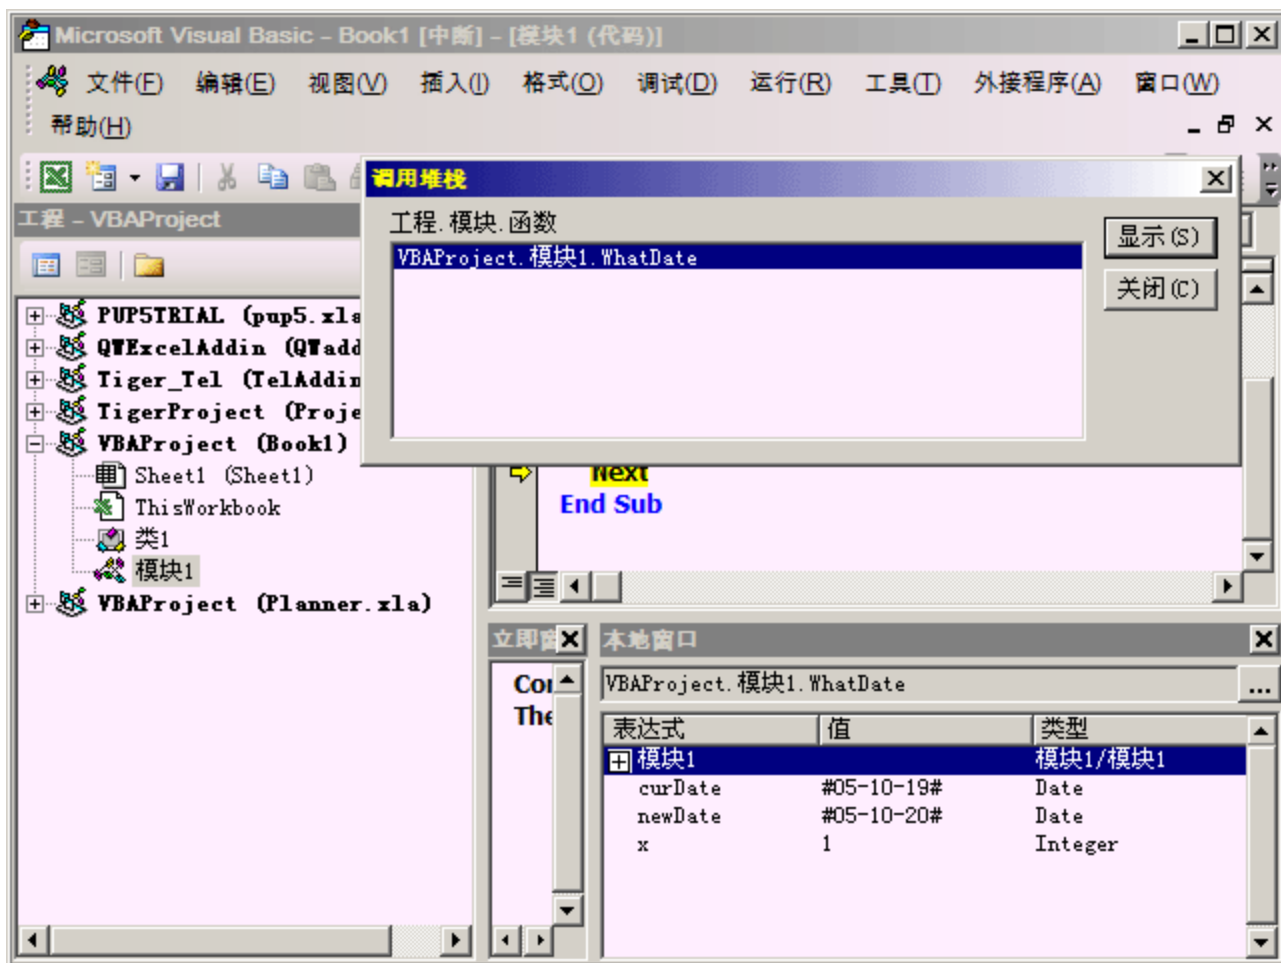 Microsoft Visual Basic - Book1 [中断] - [模块1 (代码)]
文件(F) 编辑(E) 视图(V) 插入(I) 格式(O) 调试(D) 运行(R) 工具(T) 外接程序(A) 窗口(W)
帮助(H)
工程 - VBAProject
调用堆栈
工程.模块.函数
VBAProject.模块1.WhatDate
显示(S)
关闭(C)
PUP5TRIAL (pup5.xla
QWExcelAddin (QWadd
Tiger_Tel (TelAddin
TigerProject (Proje
VBAProject (Book1)
Sheet1 (Sheet1)
ThisWorkbook
类1
模块1
VBAProject (Planner.xla)
Next
End Sub
立即窗
The
本地窗口
VBAProject.模块1.WhatDate
...
表达式 值 类型
模块1 模块1/模块1
curDate #05-10-19# Date
newDate #05-10-20# Date
x 1 Integer